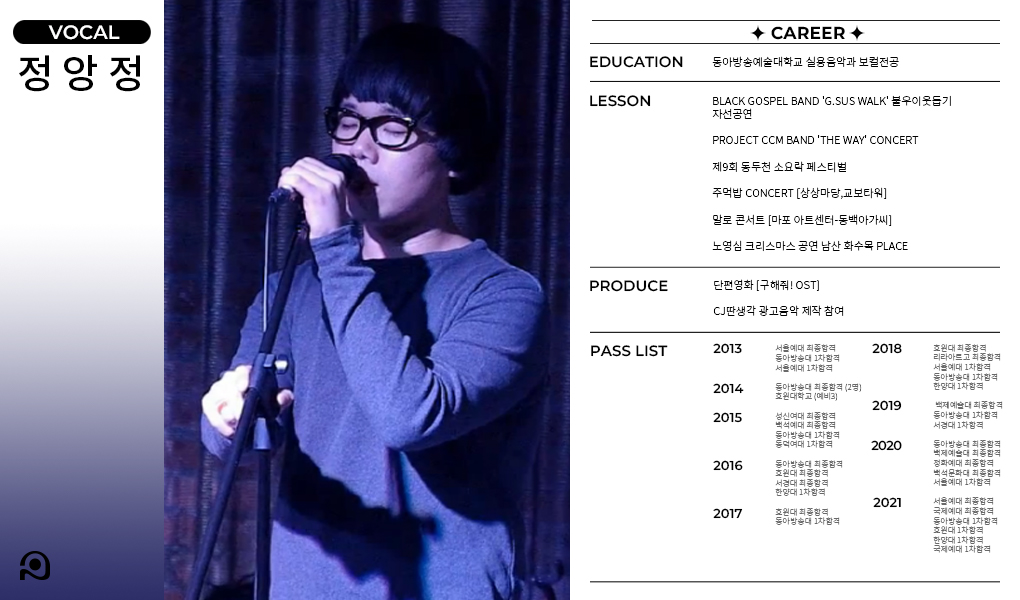 VOCAL
정앙정
CAREER
EDUCATION
동아방송예술대학교 실용음악과 보컬전공
LESSON
BLACK GOSPEL BAND 'G.SUS WALK' 불우이웃돕기
자선공연
PROJECT CCM BAND 'THE WAY' CONCERT
제9회 동두천 소요락 페스티벌
주먹밥 CONCERT [상상마당,교보타워]
말로 콘서트 [마포 아트센터-동백아가씨]
노영심 크리스마스 공연 남산 화수목 PLACE
PRODUCE
단편영화 [구해줘! OST]
CJ딴생각 광고음악 제작 참여
PASS LIST
2013
서울예대 최종합격
동아방송대 1차합격
서울예대 1차합격
2014
동아방송대 최종합격 (2명)
호원대학교 (예비3)
2015
성신여대 최종합격
백석예대 최종합격
동아방송대 1차합격
동덕여대 1차합격
2016
동아방송대 최종합격
호원대 최종합격
서경대 최종합격
한양대 1차합격
2017
호원대 최종합격
동아방송대 1차합격
2018
호원대 최종합격
리라아트고 최종합격
서울예대 1차합격
동아방송대 1차합격
한양대 1차합격
2019
백제예술대 최종합격
동아방송대 1차합격
서경대 1차합격
2020
동아방송대 최종합격
백제예술대 최종합격
정화예대 최종합격
백석문화대 최종합격
서울예대 1차합격
2021
서울예대 최종합격
국제예대 최종합격
동아방송대 1차합격
호원대 1차합격
한양대 1차합격
국제예대 1차합격